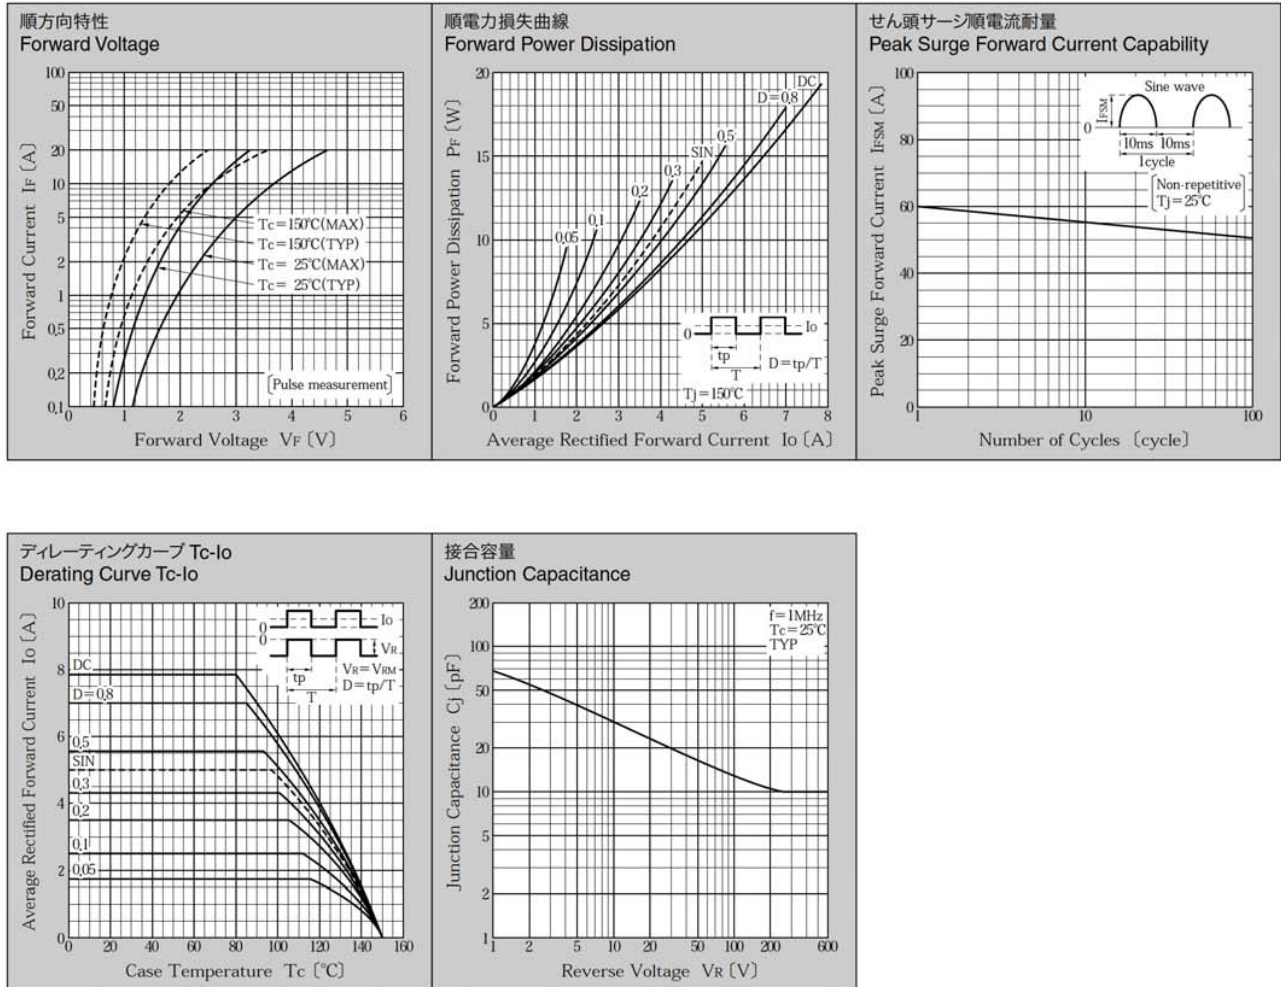 順方向特性
Forward Voltage
100
50
20
10
5
2
1
0.5
0.2
0.1
0
1
2
3
4
5
6
Forward Current IF〔A〕
Tc=150℃(MAX)
Tc=150℃(TYP)
Tc= 25℃(MAX)
Tc= 25℃(TYP)
〔Pulse measurement〕
Forward Voltage VF〔V〕
順電力損失曲線
Forward Power Dissipation
20
15
10
5
0
0
1
2
3
4
5
6
7
8
Forward Power Dissipation PF〔W〕
DC
D=0.8
0.5
SIN
0.3
0.2
0.1
0.05
0
Io
tp
T
D=tp/T
Tj=150℃
Average Rectified Forward Current Io〔A〕
せん頭サージ順電流耐量
Peak Surge Forward Current Capability
100
80
60
40
20
0
1
10
100
Peak Surge Forward Current IFSM〔A〕
Sine wave
IFSM
0
10ms
10ms
1cycle
Non-repetitive
Tj=25℃
Number of Cycles〔cycle〕
ディレーティングカーブ Tc-Io
Derating Curve Tc-Io
10
8
6
4
2
0
0
20
40
60
80
100
120
140
160
Average Rectified Forward Current Io〔A〕
DC
D=0.8
0.5
SIN
0.3
0.2
0.1
0.05
0
Io
0
VR
tp
T
VR=VRM
D=tp/T
Case Temperature Tc〔℃〕
接合容量
Junction Capacitance
200
100
50
20
10
5
2
1
1
2
5
10
20
50
100
200
600
Junction Capacitance Cj〔pF〕
f=1MHz
Tc=25℃
TYP
Reverse Voltage VR〔V〕